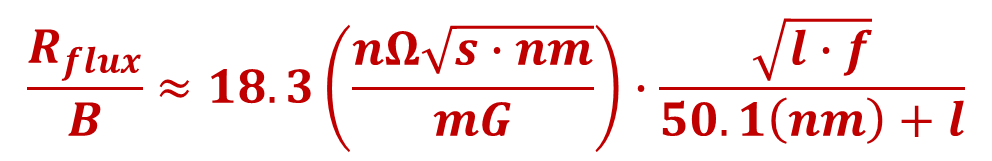 R_flux / B ≈ 18.3 (nΩ√(s · nm) / mG) · √(l · f) / (50.1(nm) + l)